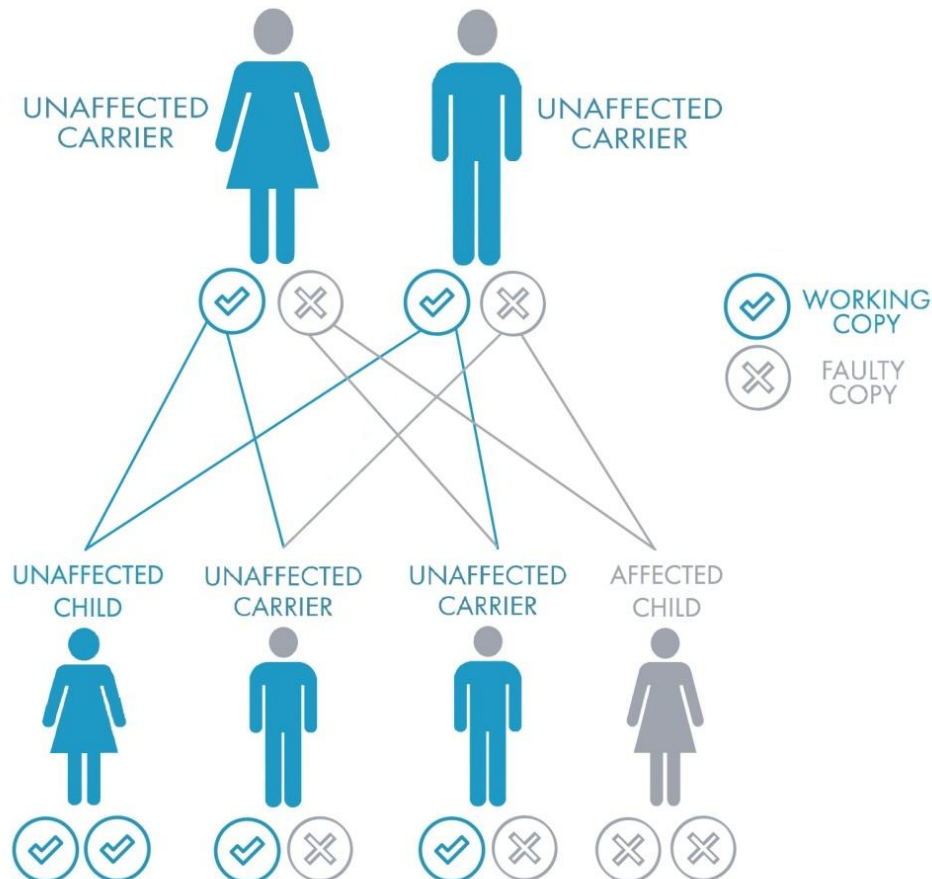 UNAFFECTED
CARRIER
UNAFFECTED
CARRIER
WORKING
COPY
FAULTY
COPY
UNAFFECTED
CHILD
UNAFFECTED
CARRIER
UNAFFECTED
CARRIER
AFFECTED
CHILD